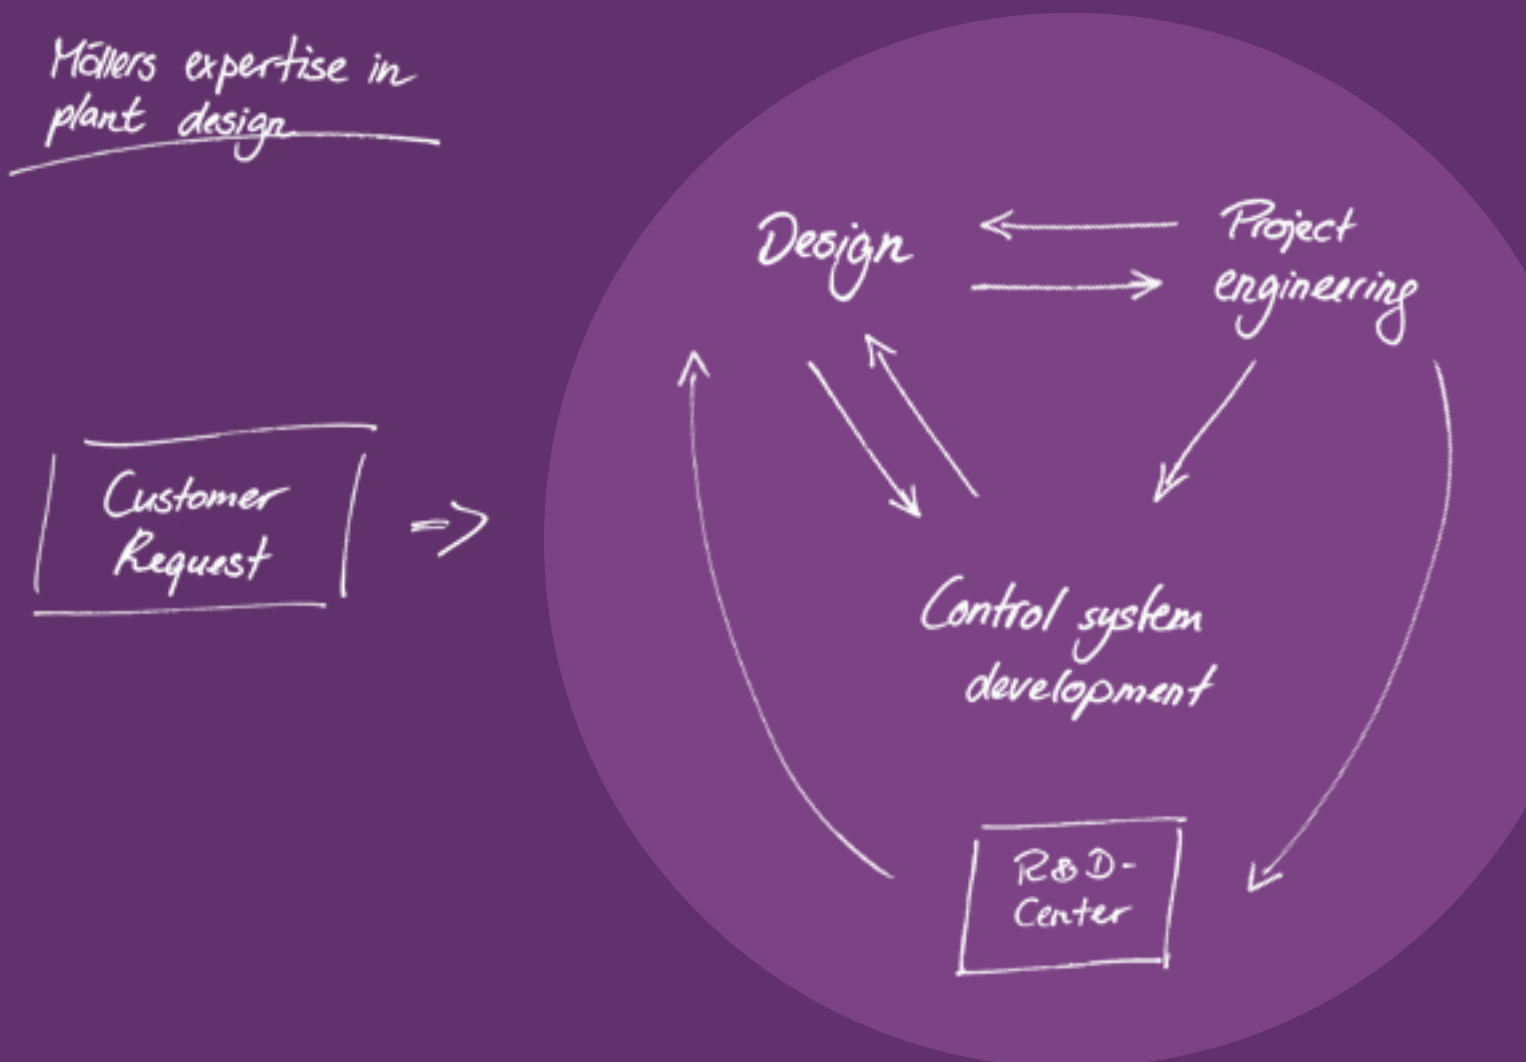 Möllers expertise in
plant design
Design
Project
engineering
Customer
Request
Control system
development
R&D-
Center